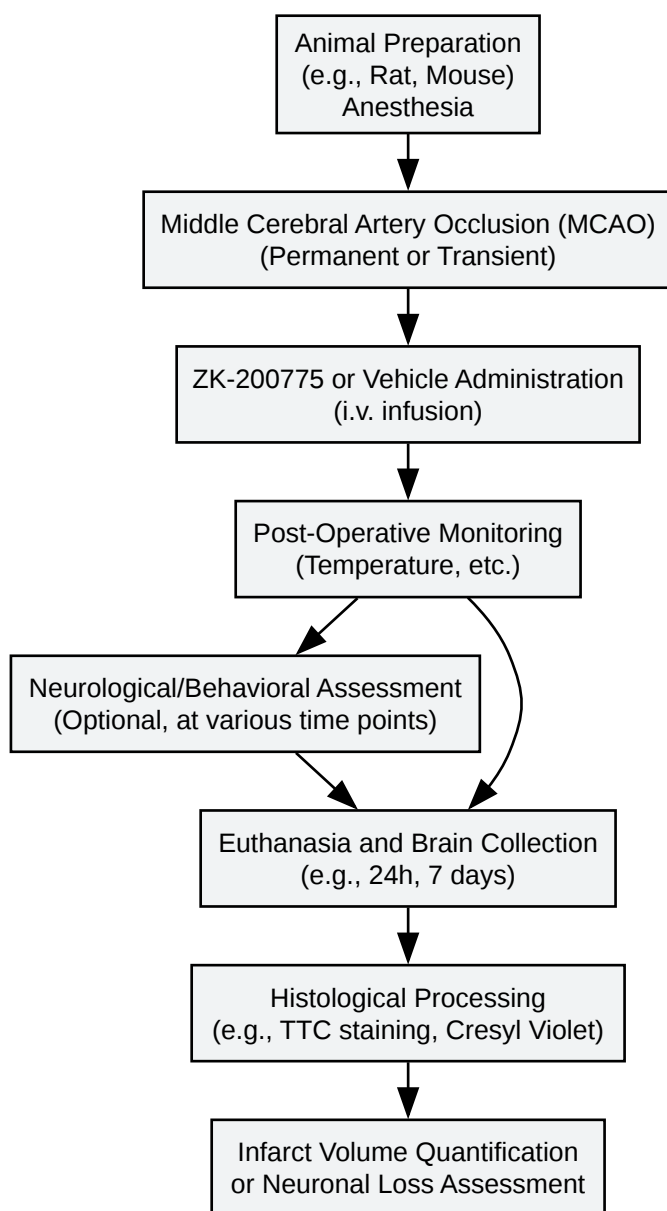 Animal Preparation
(e.g., Rat, Mouse)
Anesthesia
Middle Cerebral Artery Occlusion (MCAO)
(Permanent or Transient)
ZK-200775 or Vehicle Administration
(i.v. infusion)
Post-Operative Monitoring
(Temperature, etc.)
Neurological/Behavioral Assessment
(Optional, at various time points)
Euthanasia and Brain Collection
(e.g., 24h, 7 days)
Histological Processing
(e.g., TTC staining, Cresyl Violet)
Infarct Volume Quantification
or Neuronal Loss Assessment